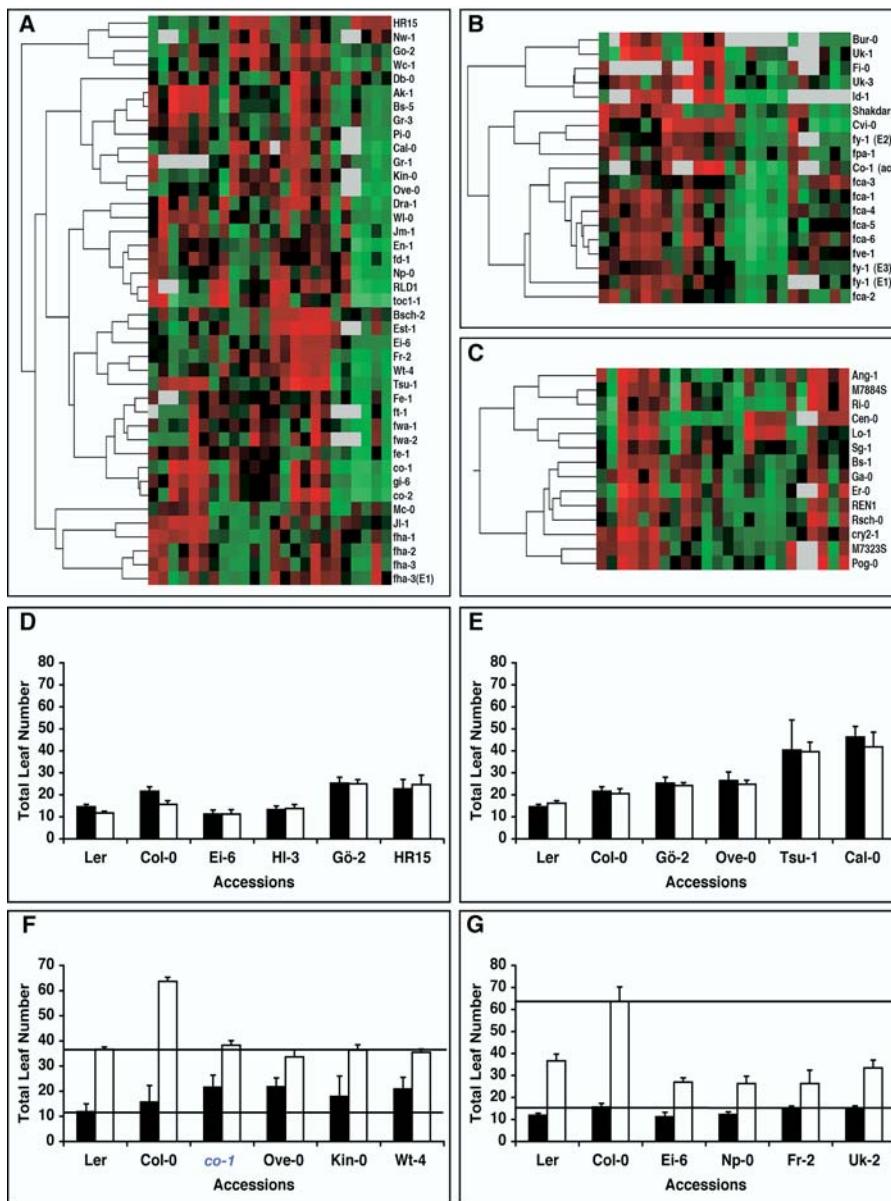 A
HR15
Nw-1
Go-2
Wc-1
Db-0
Ak-1
Bs-5
Gr-3
Pi-0
Cal-0
Gr-1
Kin-0
Ove-0
Dra-1
Wl-0
Jm-1
En-1
fd-1
Np-0
RLD1
toc1-1
Bsch-2
Est-1
Ei-6
Fr-2
Wt-4
Tsu-1
Fe-1
ft-1
fwa-1
fwa-2
fe-1
co-1
gi-6
co-2
Mc-0
Jl-1
fha-1
fha-2
fha-3
fha-3(E1)
B
Bur-0
Uk-1
Fi-0
Uk-3
Id-1
Shakdar
Cvi-0
fy-1 (E2)
fpa-1
Co-1 (ac
fca-3
fca-1
fca-4
fca-5
fca-6
fve-1
fy-1 (E3)
fy-1 (E1)
fca-2
C
Ang-1
M7884S
Ri-0
Cen-0
Lo-1
Sg-1
Bs-1
Ga-0
Er-0
REN1
Rsch-0
cry2-1
M7323S
Pog-0
D
Total Leaf Number
80
70
60
50
40
30
20
10
0
Ler Col-0 Ei-6 Hl-3 Gö-2 HR15
Accessions
E
Total Leaf Number
80
70
60
50
40
30
20
10
0
Ler Col-0 Gö-2 Ove-0 Tsu-1 Cal-0
Accessions
F
Total Leaf Number
70
60
50
40
30
20
10
0
Ler Col-0 co-1 Ove-0 Kin-0 Wt-4
Accessions
G
Total Leaf Number
80
70
60
50
40
30
20
10
0
Ler Col-0 Ei-6 Np-0 Fr-2 Uk-2
Accessions